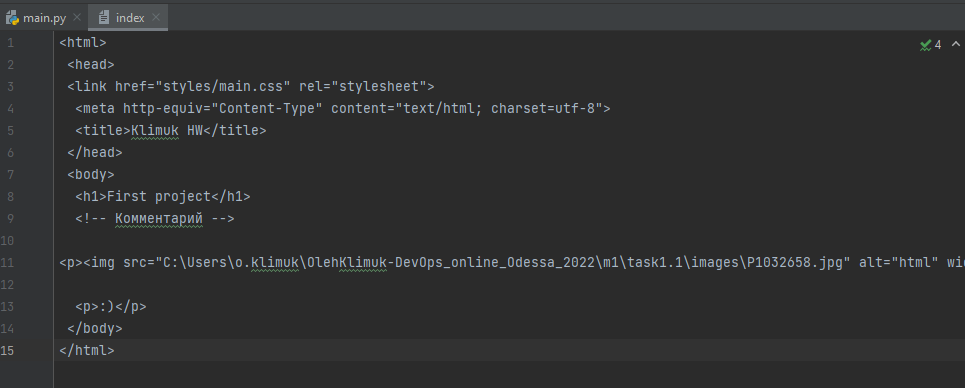 main.py index
4
1 <html>
2 <head>
3 <link href="styles/main.css" rel="stylesheet">
4 <meta http-equiv="Content-Type" content="text/html; charset=utf-8">
5 <title>Klimuk HW</title>
6 </head>
7 <body>
8 <h1>First project</h1>
9 <!-- Комментарий -->
10
11 <p><img src="C:\Users\o.klimuk\OlehKlimuk-DevOps_online_Odessa_2022\m1\task1.1\images\P1032658.jpg" alt="html" wi
12
13 <p>:)</p>
14 </body>
15 </html>